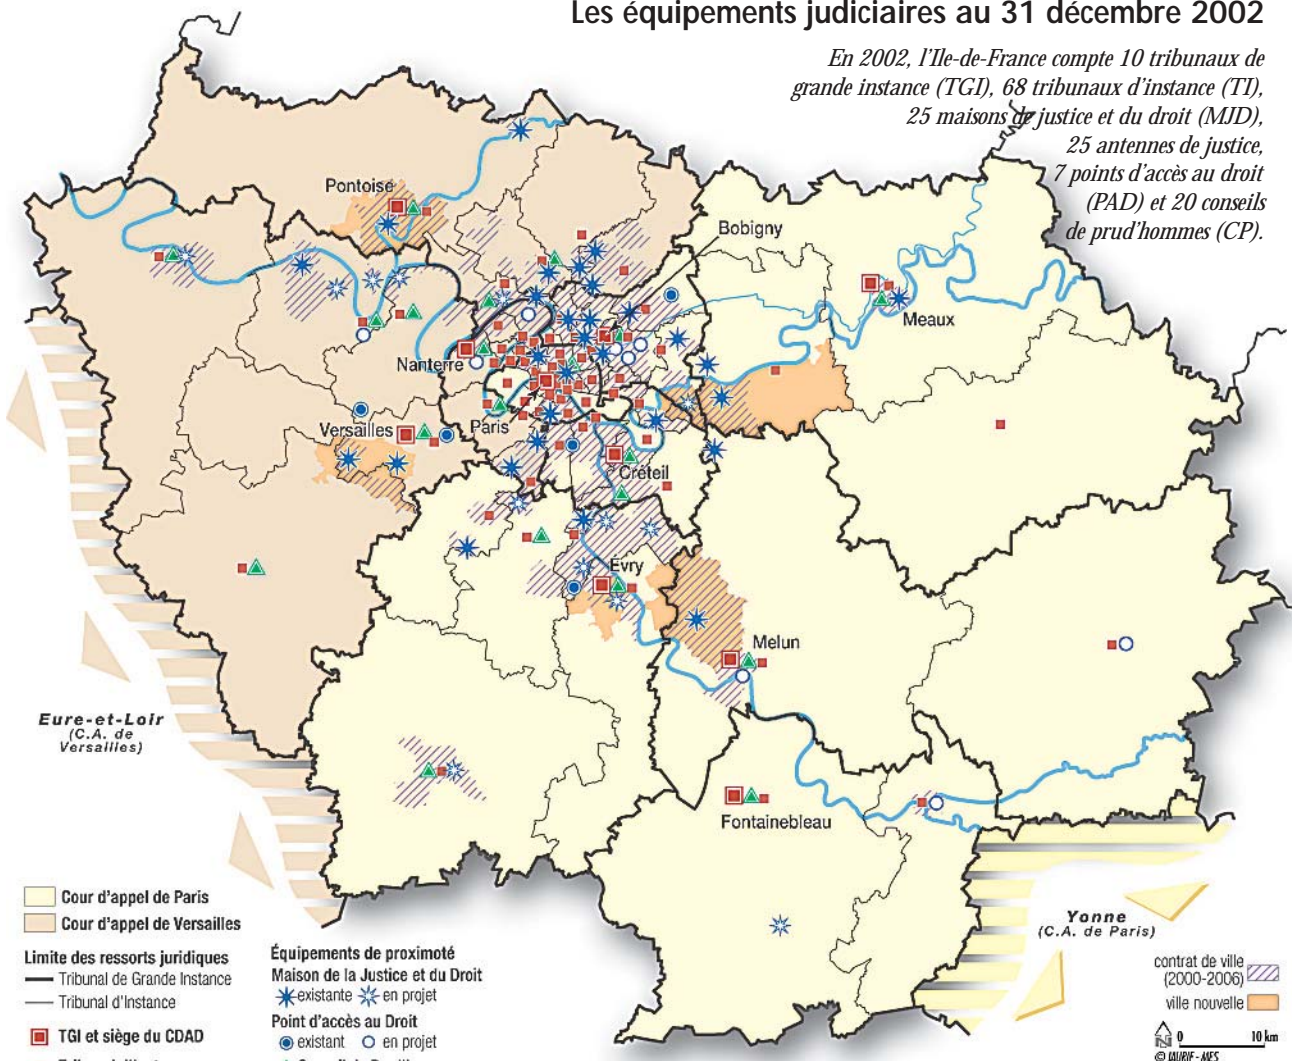 Les équipements judiciaires au 31 décembre 2002
En 2002, l'Ile-de-France compte 10 tribunaux de
grande instance (TGI), 68 tribunaux d'instance (TI),
25 maisons de justice et du droit (MJD),
25 antennes de justice,
7 points d'accès au droit
(PAD) et 20 conseils
de prud'hommes (CP).
Pontoise
Bobigny
Meaux
Nanterre
Paris
Versailles
Créteil
Évry
Melun
Fontainebleau
Eure-et-Loir
(C.A. de
Versailles)
Yonne
(C.A. de Paris)
Cour d'appel de Paris
Cour d'appel de Versailles
Limite des ressorts juridiques
Tribunal de Grande Instance
Tribunal d'Instance
TGI et siège du CDAD
Équipements de proximoté
Maison de la Justice et du Droit
existante en projet
Point d'accès au Droit
existant en projet
contrat de ville
(2000-2006)
ville nouvelle
N 0 10 km
© IAURIF - MES